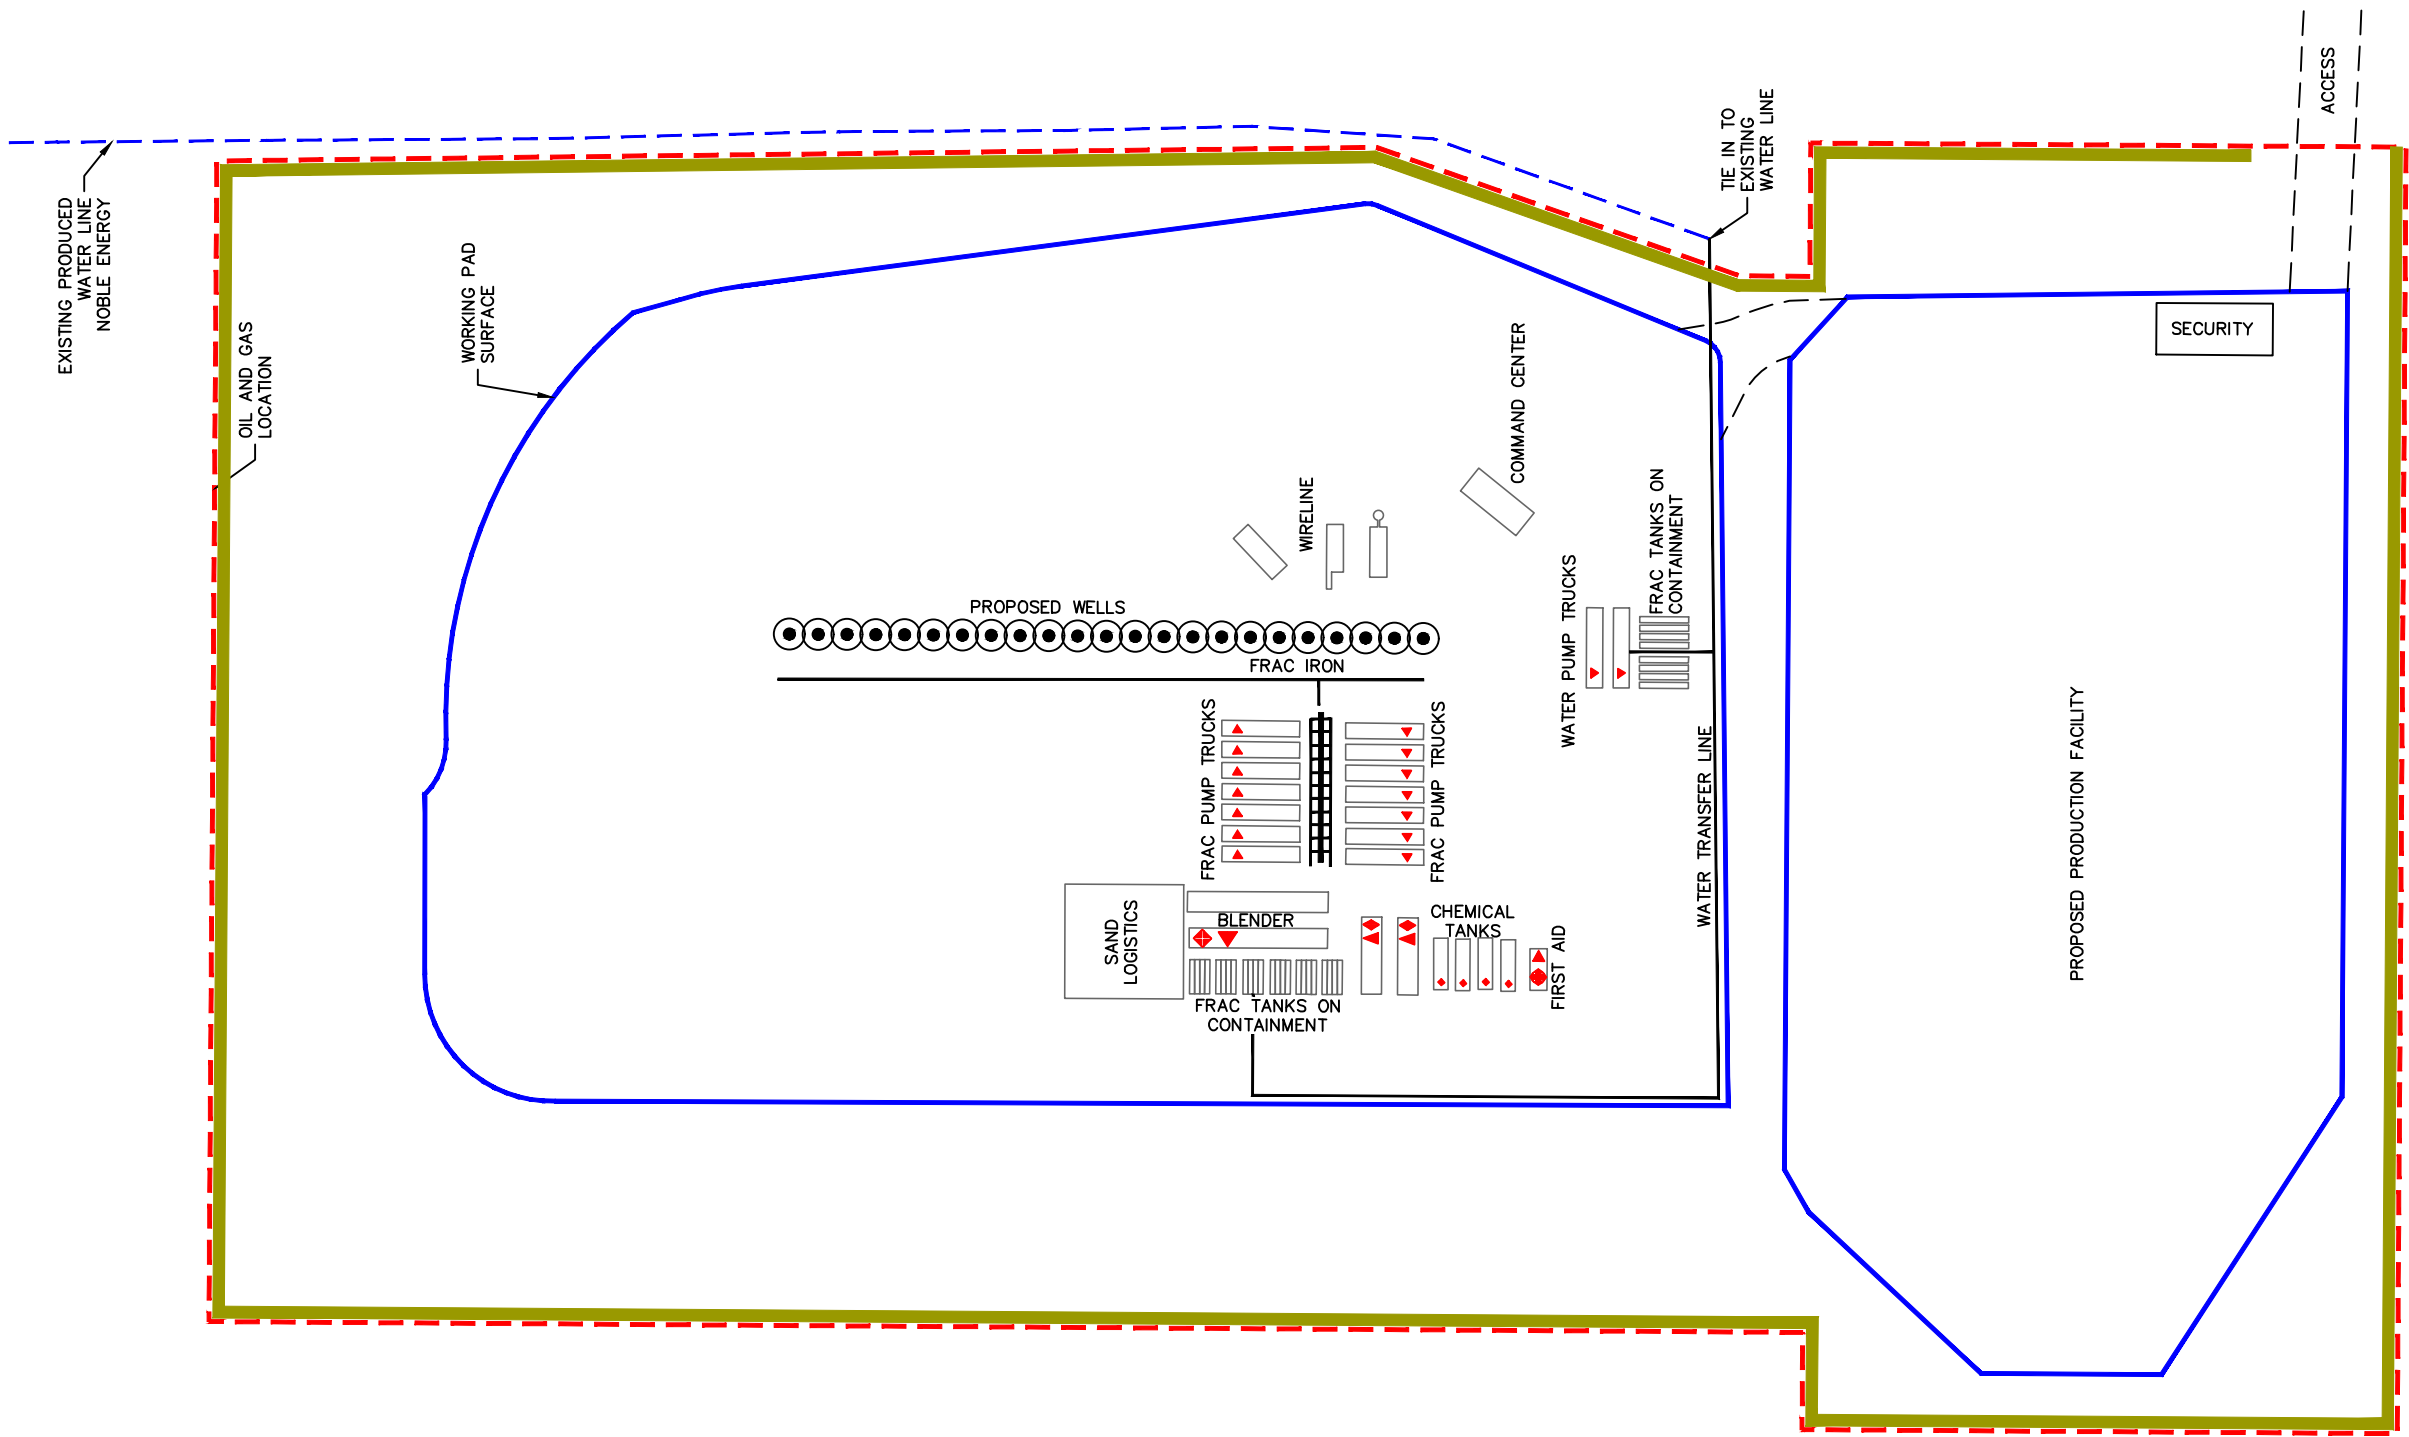 EXISTING PRODUCED
WATER LINE
NOBLE ENERGY
OIL AND GAS
LOCATION
WORKING PAD
SURFACE
TIE IN TO
EXISTING
WATER LINE
ACCESS
SECURITY
COMMAND CENTER
WIRELINE
FRAC TANKS ON
CONTAINMENT
WATER PUMP TRUCKS
PROPOSED WELLS
FRAC IRON
FRAC PUMP TRUCKS
FRAC PUMP TRUCKS
WATER TRANSFER LINE
PROPOSED PRODUCTION FACILITY
SAND
LOGISTICS
BLENDER
CHEMICAL
TANKS
FIRST AID
FRAC TANKS ON
CONTAINMENT